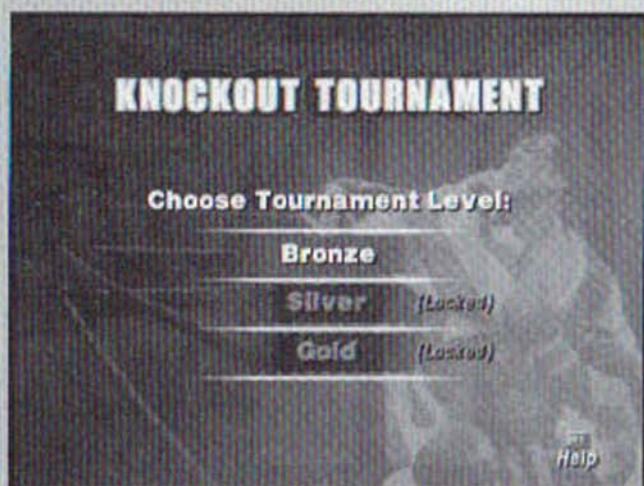 KNOCKOUT TOURNAMENT
Choose Tournament Level:
Bronze
Silver (Locked)
Gold (Locked)
Help